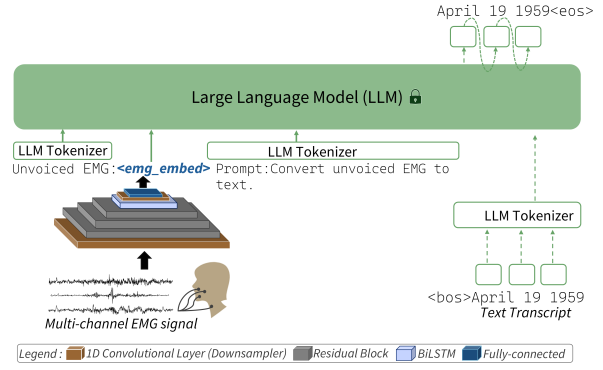 April 19 1959<eos>
Large Language Model (LLM)
LLM Tokenizer
LLM Tokenizer
Unvoiced EMG:<emg_embed> Prompt:Convert unvoiced EMG to
text.
LLM Tokenizer
<bos>April 19 1959
Text Transcript
Multi-channel EMG signal
Legend : 1D Convolutional Layer (Downsampler) Residual Block BiLSTM Fully-connected